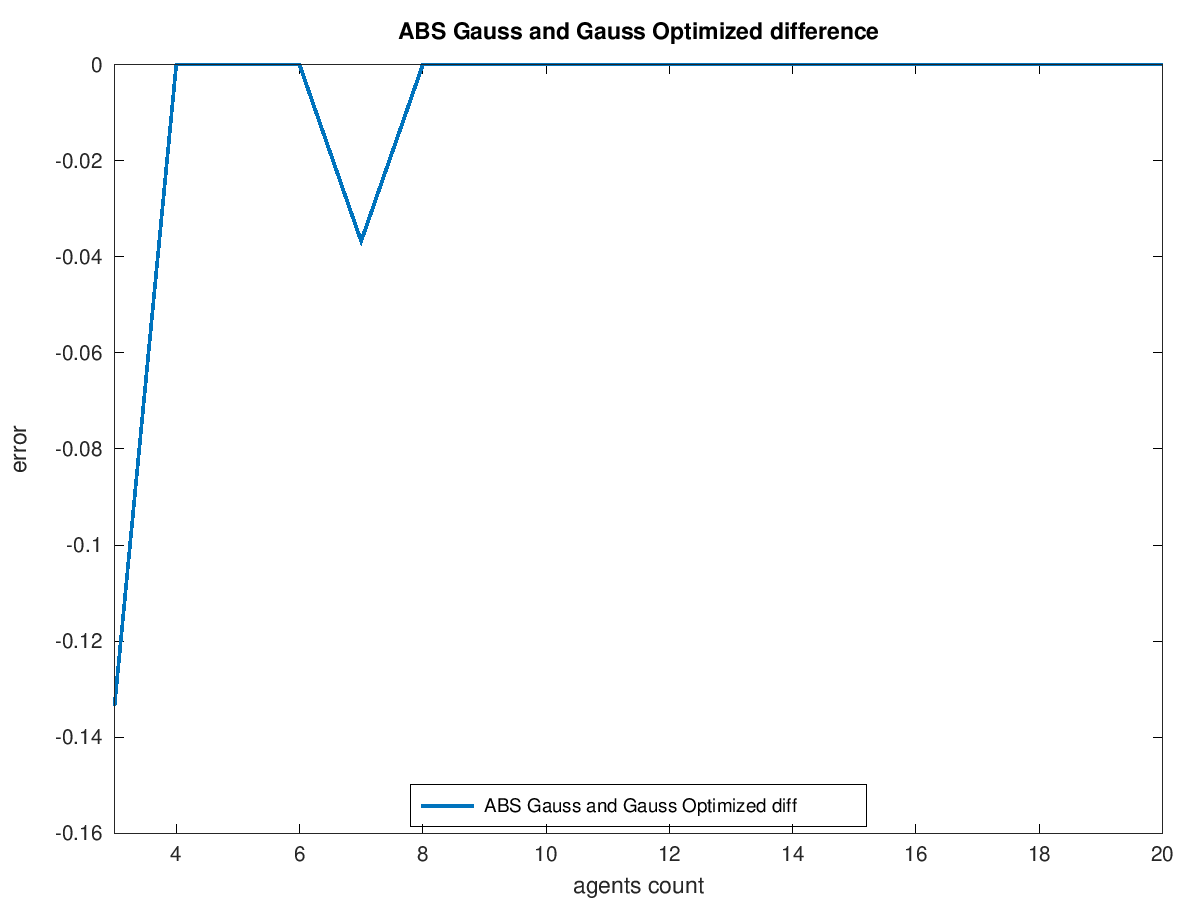 ABS Gauss and Gauss Optimized difference
0
-0.02
-0.04
-0.06
-0.08
-0.1
-0.12
-0.14
-0.16
error
ABS Gauss and Gauss Optimized diff
4 6 8 10 12 14 16 18 20
agents count